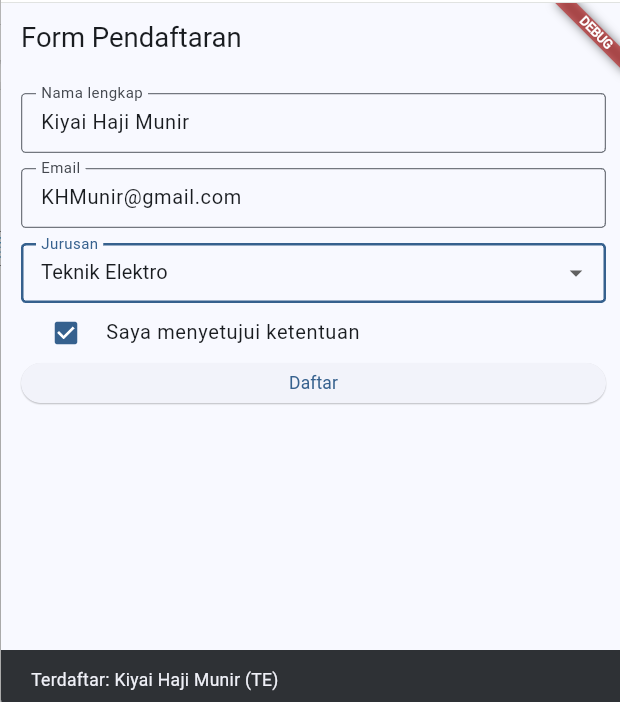 Form Pendaftaran
DEBUG
Nama lengkap
Kiyai Haji Munir
Email
KHMunir@gmail.com
Jurusan
Teknik Elektro
Saya menyetujui ketentuan
Daftar
Terdaftar: Kiyai Haji Munir (TE)